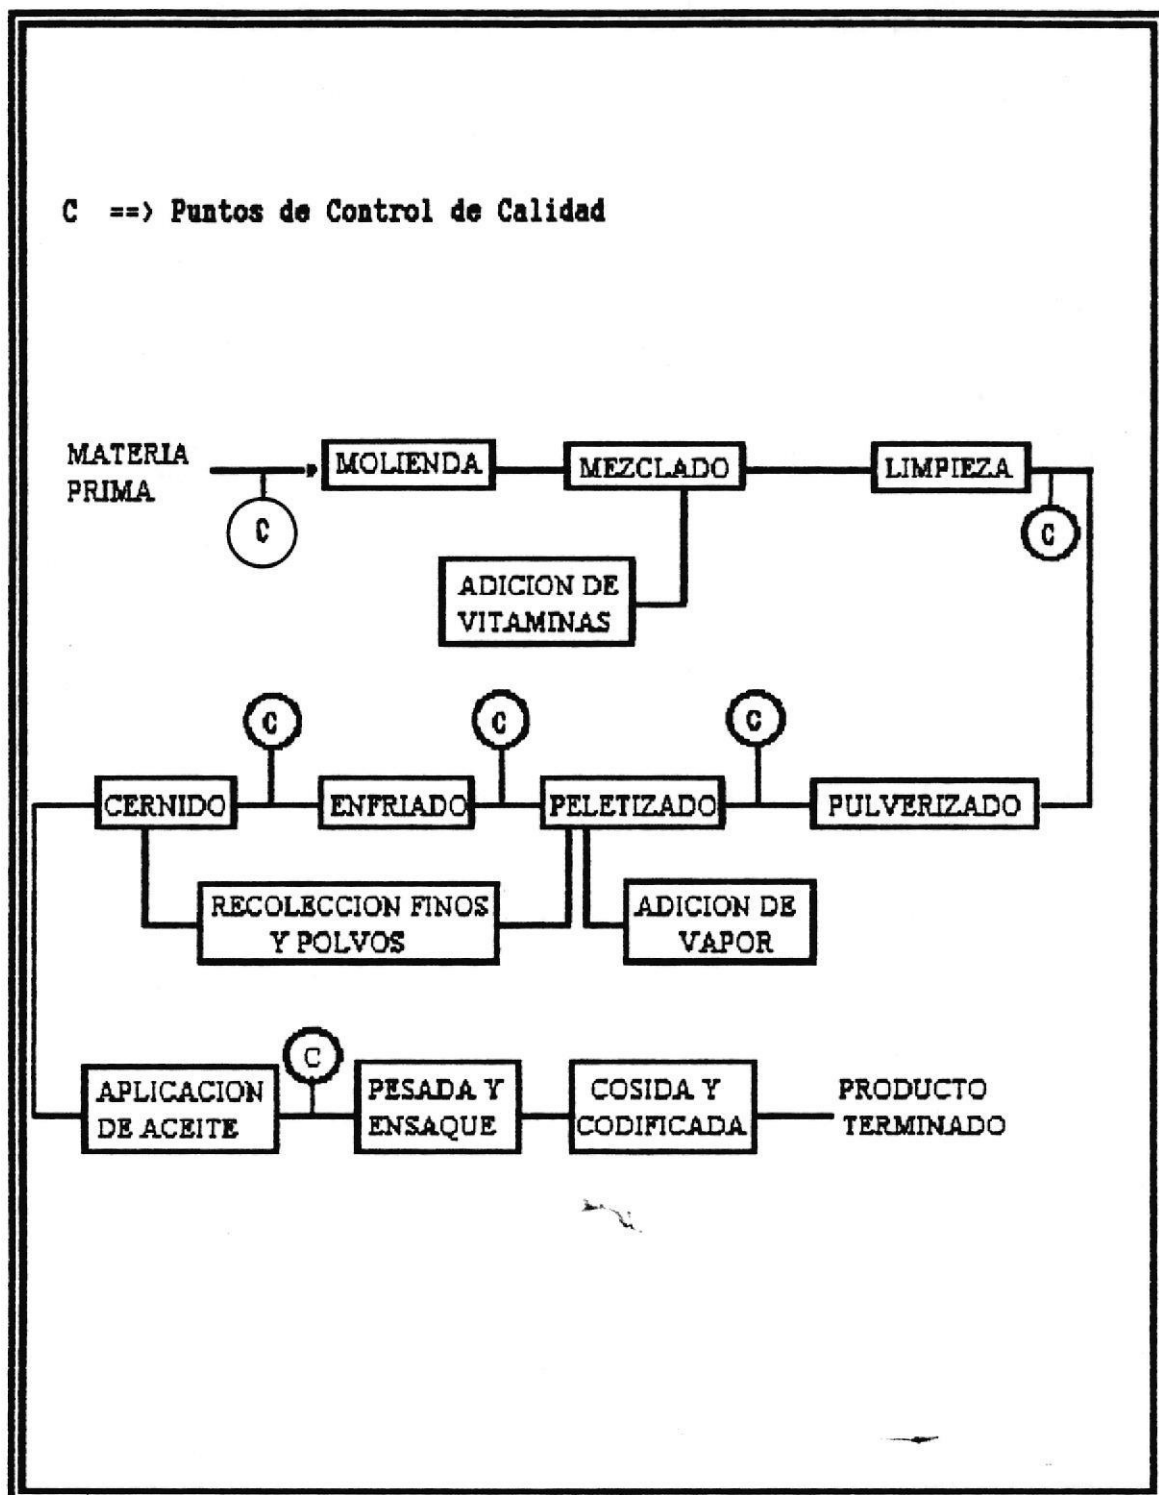 C ==> Puntos de Control de Calidad
MATERIA
PRIMA
C
MOLIENDA
MEZCLADO
LIMPIEZA
C
ADICION DE
VITAMINAS
C
C
C
CERNIDO
ENFRIADO
PELETIZADO
PULVERIZADO
RECOLECCION FINOS
Y POLVOS
ADICION DE
VAPOR
APLICACION
DE ACEITE
C
PESADA Y
ENSAQUE
COSIDA Y
CODIFICADA
PRODUCTO
TERMINADO